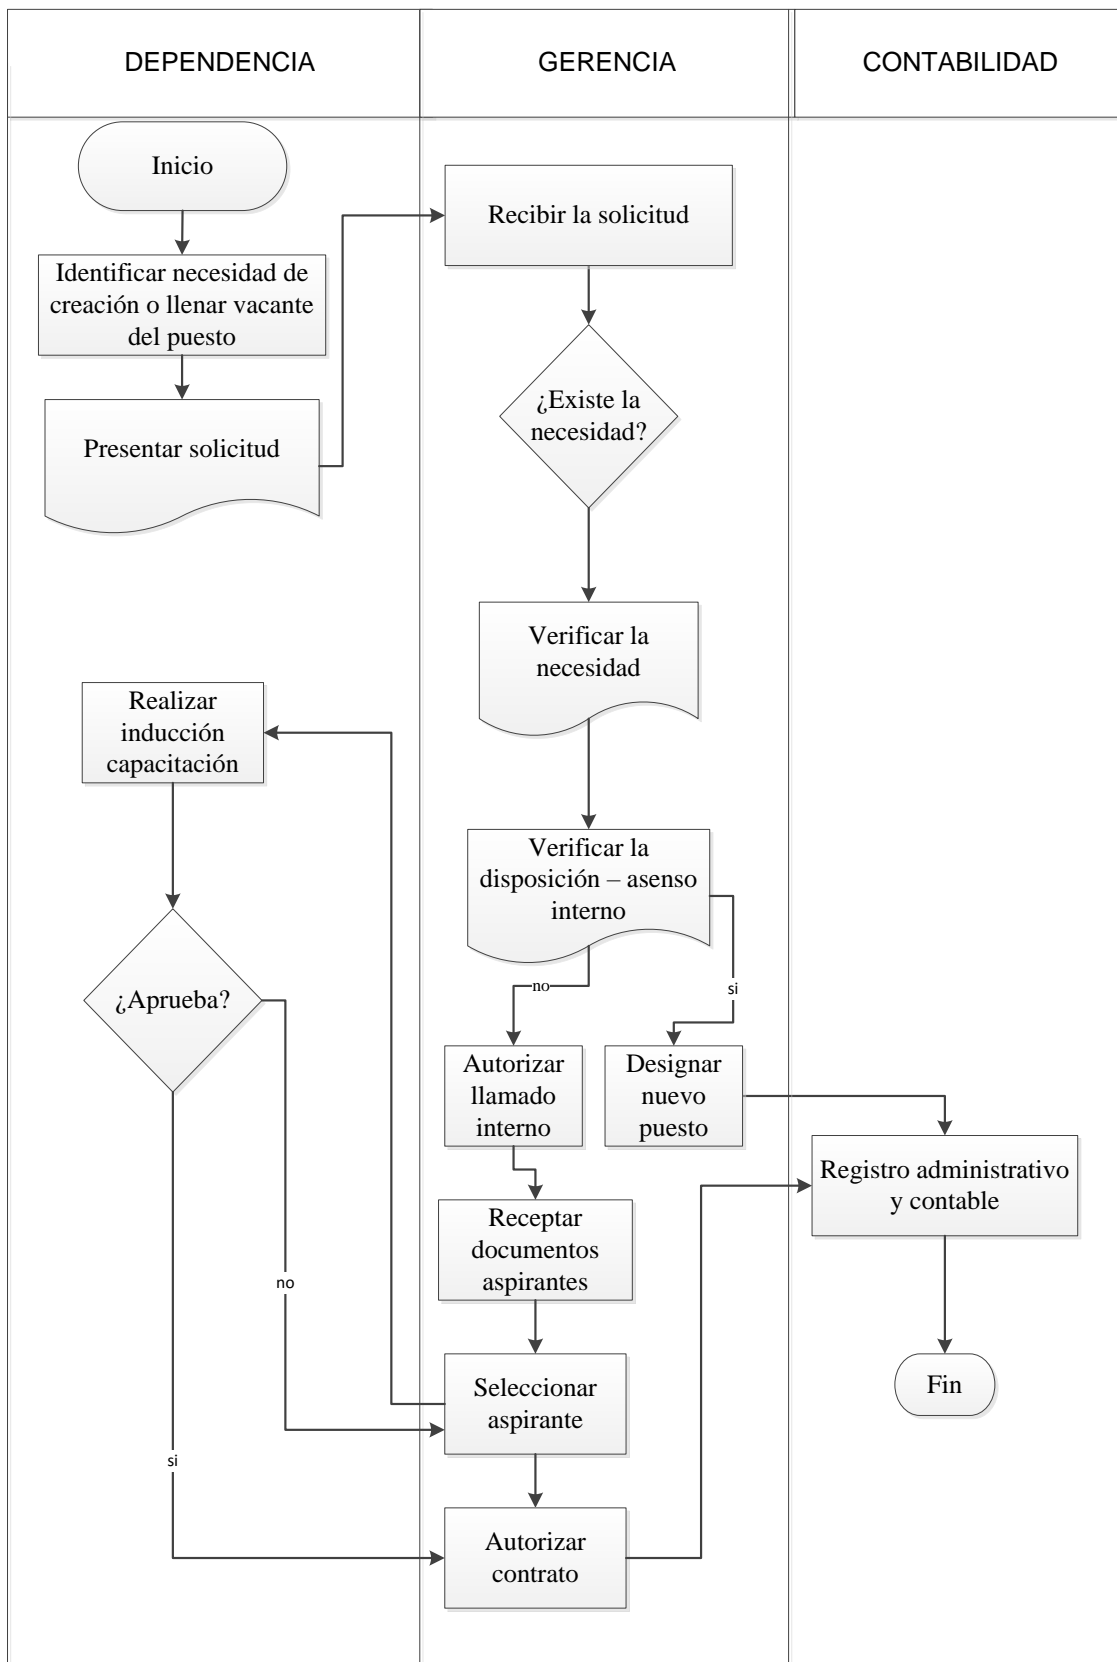 DEPENDENCIA
GERENCIA
CONTABILIDAD
Inicio
Identificar necesidad de
creación o llenar vacante
del puesto
Presentar solicitud
Recibir la solicitud
¿Existe la
necesidad?
Verificar la
necesidad
Verificar la
disposición – asenso
interno
no
si
Autorizar
llamado
interno
Designar
nuevo
puesto
Receptar
documentos
aspirantes
Seleccionar
aspirante
Autorizar
contrato
Realizar
inducción
capacitación
¿Aprueba?
no
si
Registro administrativo
y contable
Fin